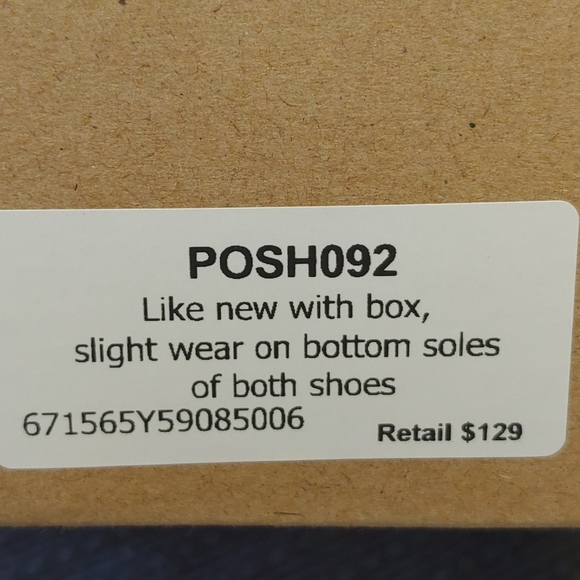 POSH092
Like new with box,
slight wear on bottom soles
of both shoes
671565Y59085006
Retail $129